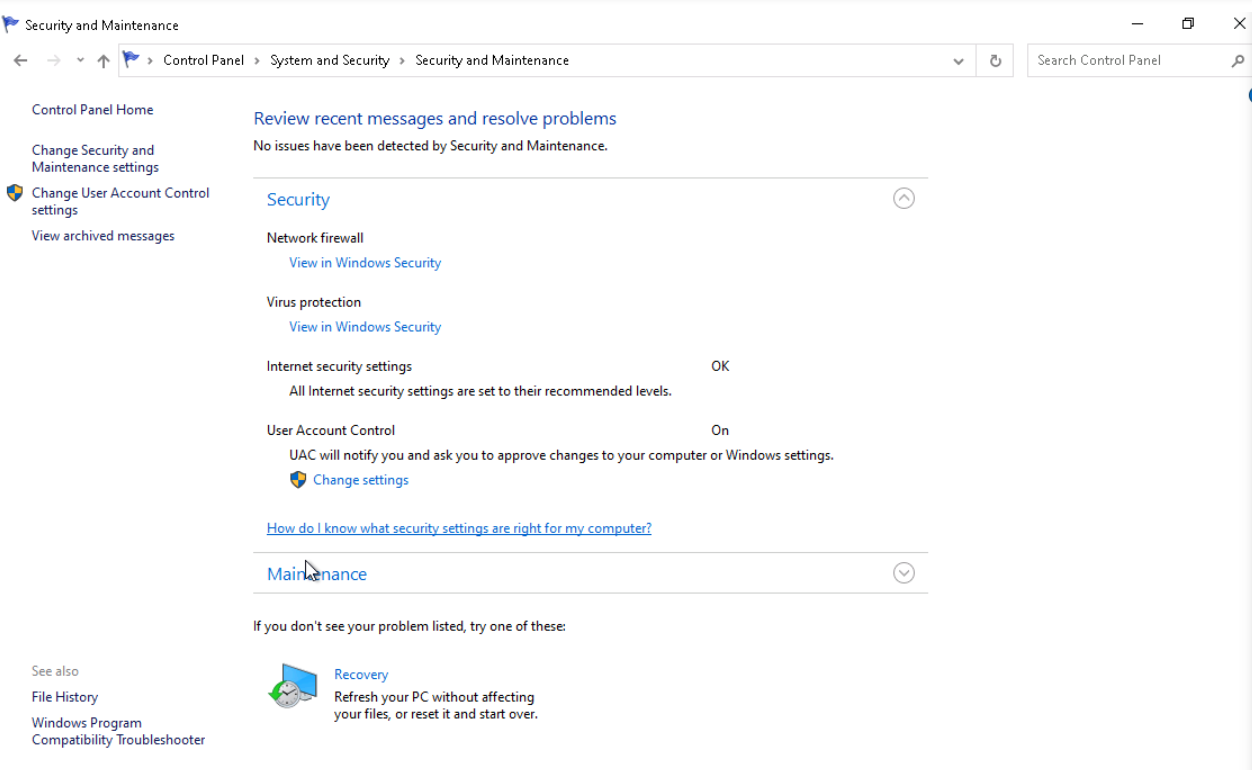 Security and Maintenance
Control Panel > System and Security > Security and Maintenance
Search Control Panel
Control Panel Home
Change Security and
Maintenance settings
Change User Account Control
settings
View archived messages
Review recent messages and resolve problems
No issues have been detected by Security and Maintenance.
Security
Network firewall
View in Windows Security
Virus protection
View in Windows Security
Internet security settings OK
All Internet security settings are set to their recommended levels.
User Account Control On
UAC will notify you and ask you to approve changes to your computer or Windows settings.
Change settings
How do I know what security settings are right for my computer?
Maintenance
If you don't see your problem listed, try one of these:
Recovery
Refresh your PC without affecting
your files, or reset it and start over.
See also
File History
Windows Program
Compatibility Troubleshooter